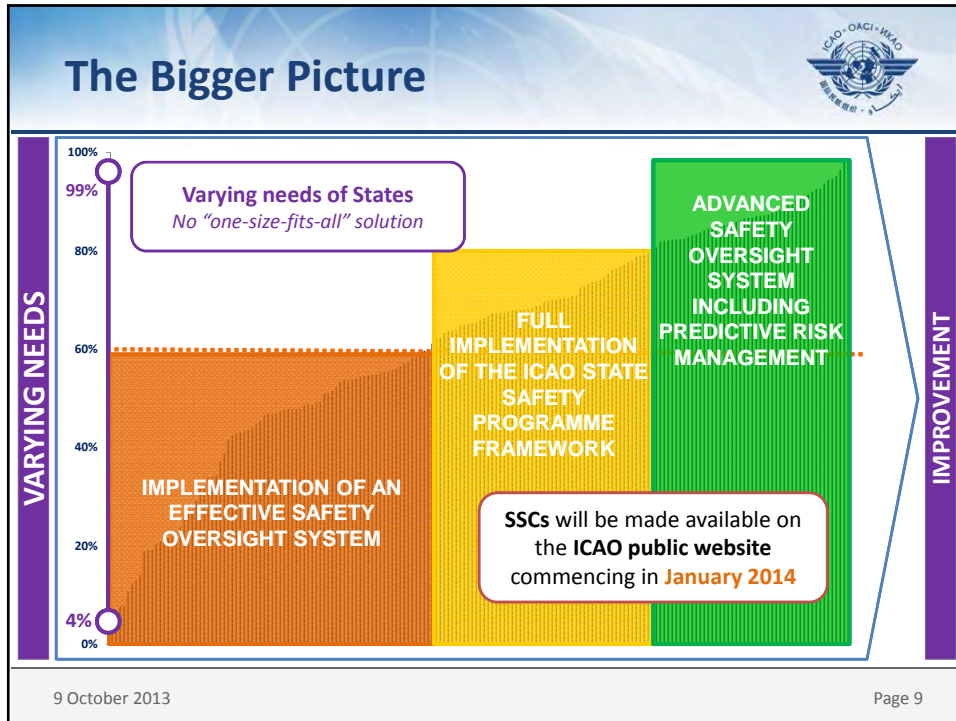 The Bigger Picture
ICAO • OACI • ИКАО
VARYING NEEDS
100%
99%
80%
60%
40%
20%
4%
0%
Varying needs of States
No “one-size-fits-all” solution
IMPLEMENTATION OF AN
EFFECTIVE SAFETY
OVERSIGHT SYSTEM
FULL
IMPLEMENTATION
OF THE ICAO STATE
SAFETY
PROGRAMME
FRAMEWORK
ADVANCED
SAFETY
OVERSIGHT
SYSTEM
INCLUDING
PREDICTIVE RISK
MANAGEMENT
SSCs will be made available on
the ICAO public website
commencing in January 2014
IMPROVEMENT
9 October 2013
Page 9